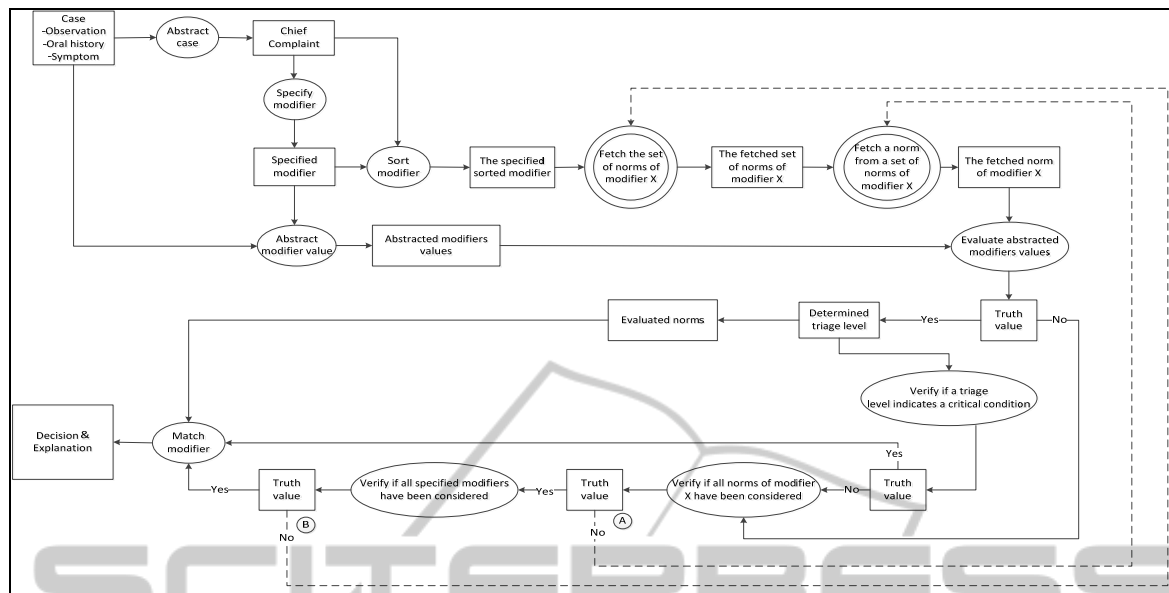 Case
-Observation
-Oral history
-Symptom
Abstract
case
Chief
Complaint
Specify
modifier
Specified
modifier
Sort
modifier
The specified
sorted modifier
Fetch the set
of norms of
modifier X
The fetched set
of norms of
modifier X
Fetch a norm
from a set of
norms of
modifier X
The fetched norm
of modifier X
Abstract
modifier value
Abstracted modifiers
values
Evaluate abstracted
modifiers values
Evaluated norms
Determined
triage level
Yes
Truth
value
No
Verify if a triage
level indicates a critical condition
Decision &
Explanation
Match
modifier
Yes
Yes
Truth
value
B
No
Verify if all specified modifiers
have been considered
Yes
Truth
value
A
No
Verify if all norms of modifier
X have been considered
No
Truth
value
SCITEPRESS